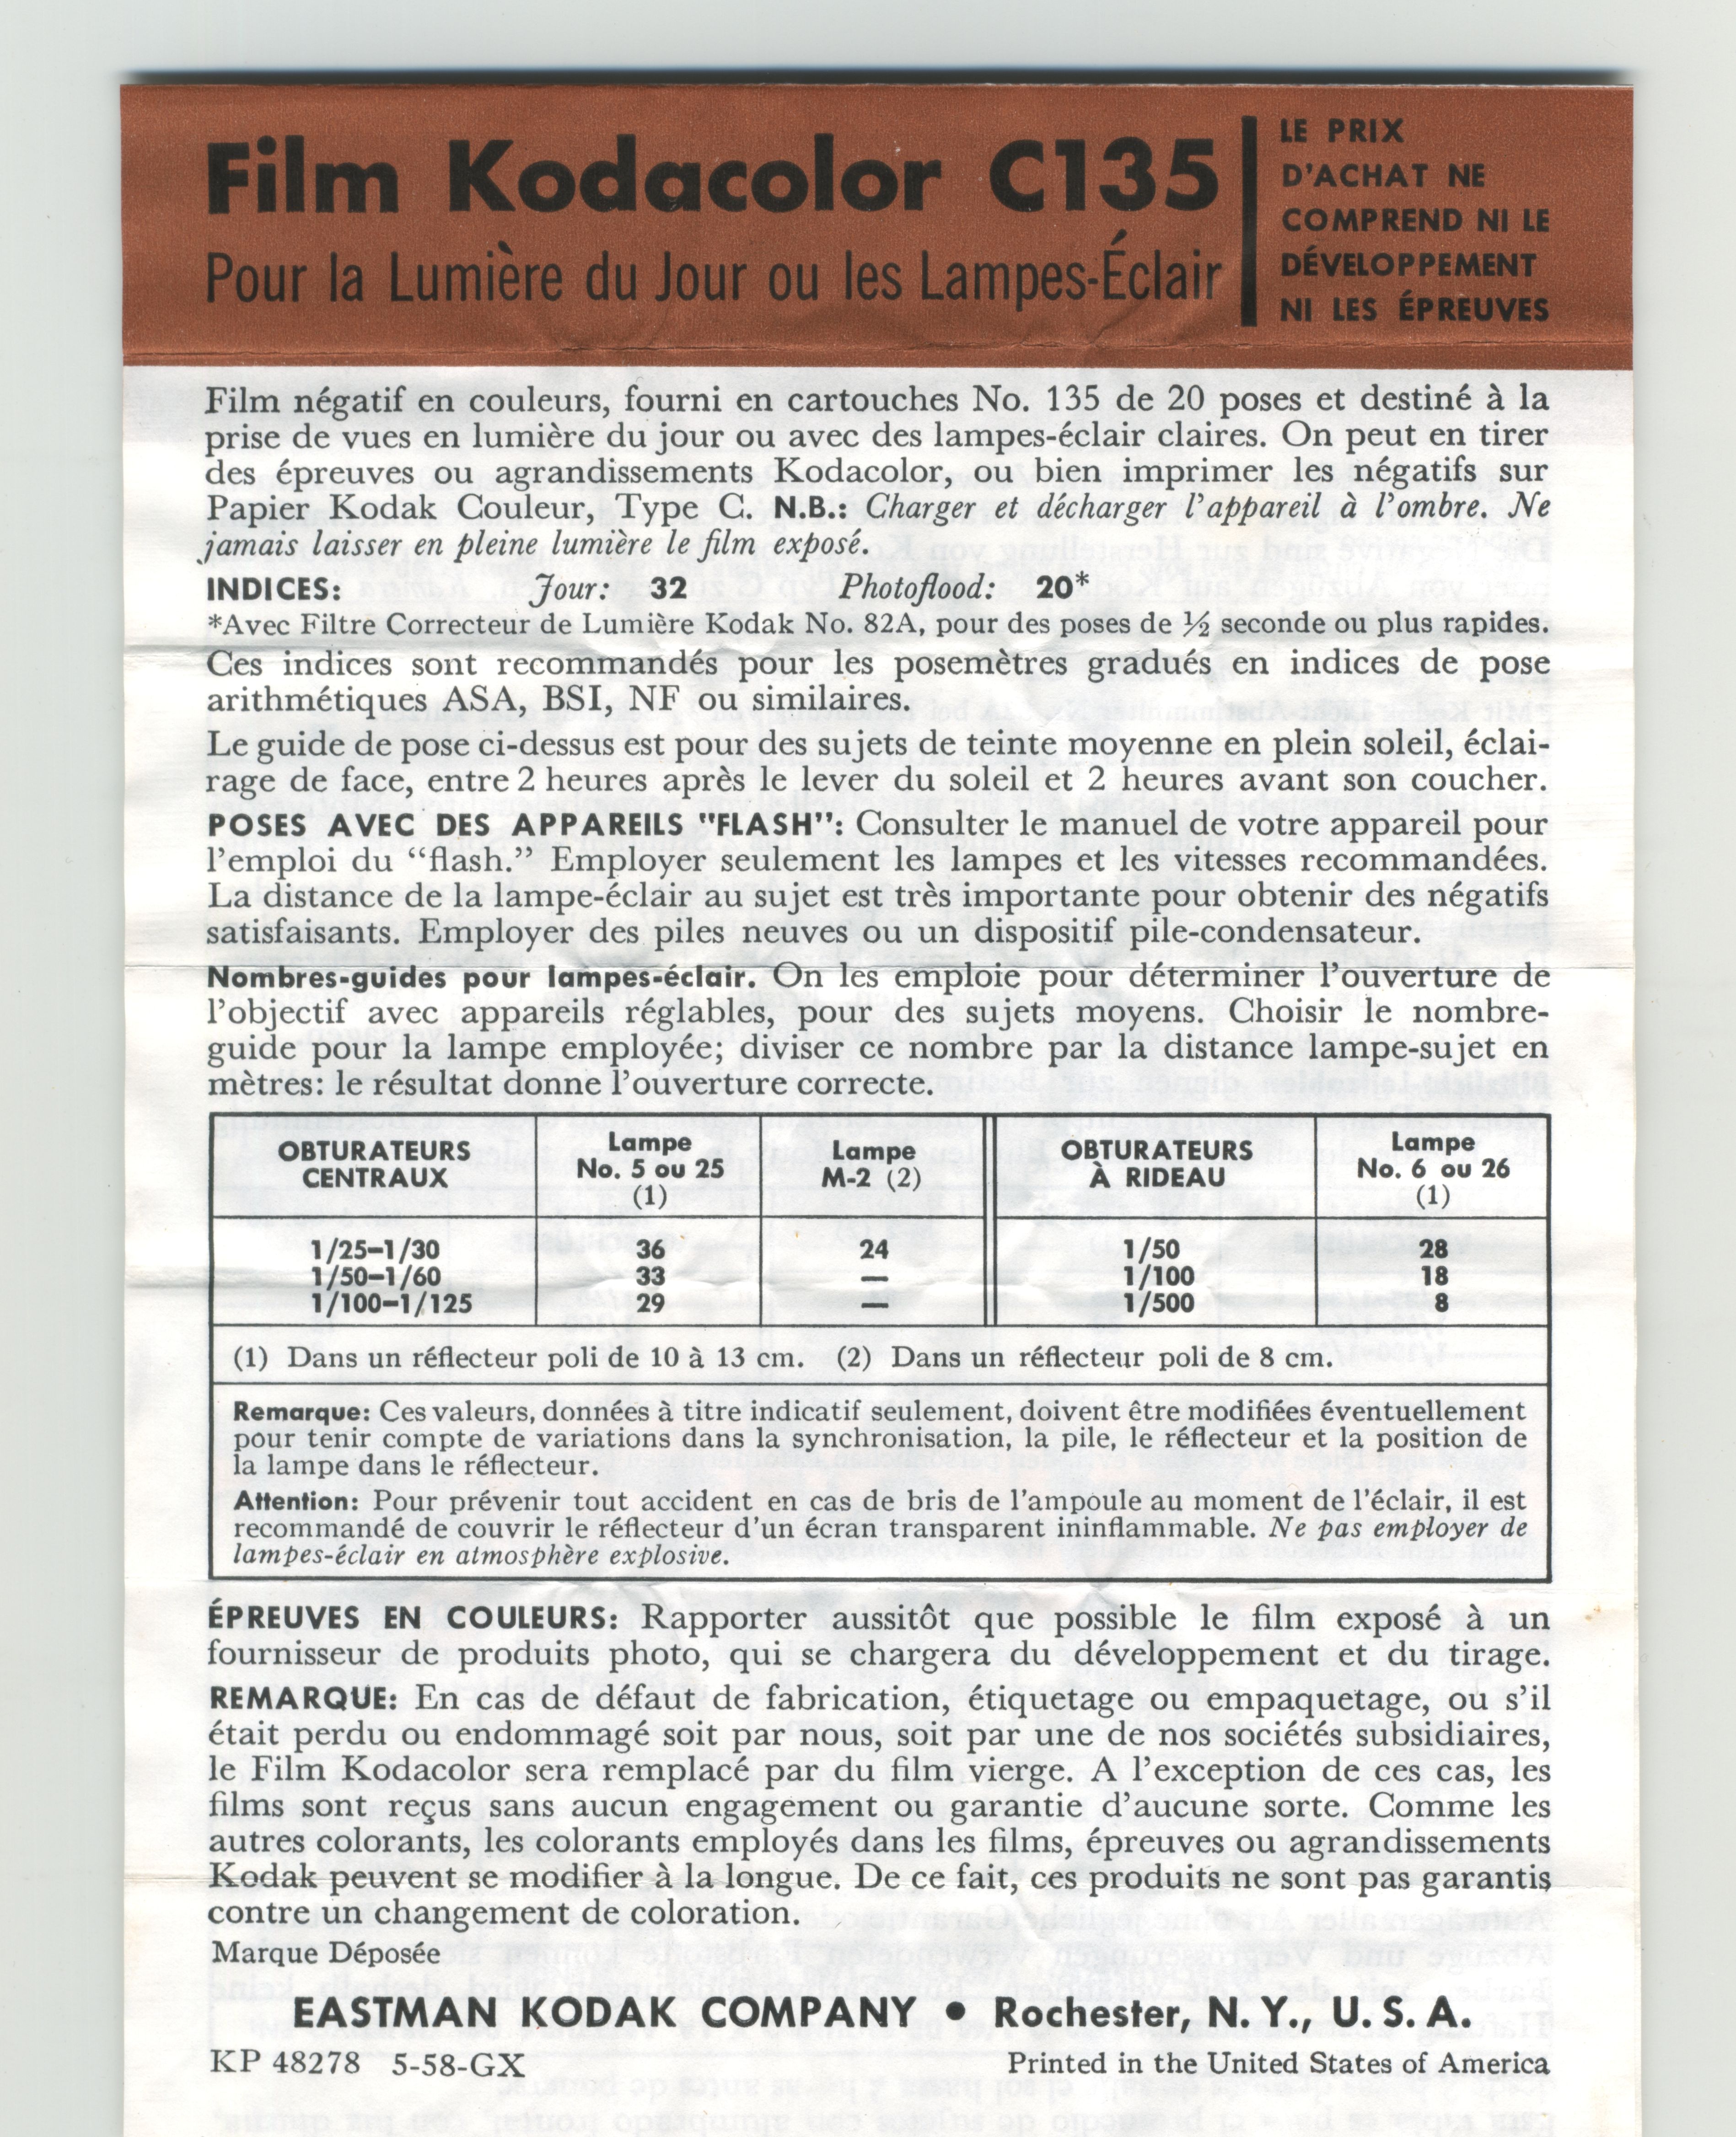 Film Kodacolor C135
Pour la Lumière du Jour ou les Lampes-Éclair
LE PRIX
D'ACHAT NE
COMPREND NI LE
DÉVELOPPEMENT
NI LES ÉPREUVES
Film négatif en couleurs, fourni en cartouches No. 135 de 20 poses et destiné à la
prise de vues en lumière du jour ou avec des lampes-éclair claires. On peut en tirer
des épreuves ou agrandissements Kodacolor, ou bien imprimer les négatifs sur
Papier Kodak Couleur, Type C. N.B.: Charger et décharger l'appareil à l'ombre. Ne
jamais laisser en pleine lumière le film exposé.
INDICES: Jour: 32 Photoflood: 20*
*Avec Filtre Correcteur de Lumière Kodak No. 82A, pour des poses de ½ seconde ou plus rapides.
Ces indices sont recommandés pour les posemètres gradués en indices de pose
arithmétiques ASA, BSI, NF ou similaires.
Le guide de pose ci-dessus est pour des sujets de teinte moyenne en plein soleil, éclai-
rage de face, entre 2 heures après le lever du soleil et 2 heures avant son coucher.
POSES AVEC DES APPAREILS "FLASH": Consulter le manuel de votre appareil pour
l'emploi du “flash.” Employer seulement les lampes et les vitesses recommandées.
La distance de la lampe-éclair au sujet est très importante pour obtenir des négatifs
satisfaisants. Employer des piles neuves ou un dispositif pile-condensateur.
Nombres-guides pour lampes-éclair. On les emploie pour déterminer l'ouverture de
l'objectif avec appareils réglables, pour des sujets moyens. Choisir le nombre-
guide pour la lampe employée; diviser ce nombre par la distance lampe-sujet en
mètres: le résultat donne l'ouverture correcte.
OBTURATEURS CENTRAUX | Lampe No. 5 ou 25 (1) | Lampe M-2 (2) | OBTURATEURS À RIDEAU | Lampe No. 6 ou 26 (1)
1/25–1/30 36 24 1/50 28
1/50–1/60 33 — 1/100 18
1/100–1/125 29 — 1/500 8
(1) Dans un réflecteur poli de 10 à 13 cm. (2) Dans un réflecteur poli de 8 cm.
Remarque: Ces valeurs, données à titre indicatif seulement, doivent être modifiées éventuellement
pour tenir compte de variations dans la synchronisation, la pile, le réflecteur et la position de
la lampe dans le réflecteur.
Attention: Pour prévenir tout accident en cas de bris de l'ampoule au moment de l'éclair, il est
recommandé de couvrir le réflecteur d'un écran transparent ininflammable. Ne pas employer de
lampes-éclair en atmosphère explosive.
ÉPREUVES EN COULEURS: Rapporter aussitôt que possible le film exposé à un
fournisseur de produits photo, qui se chargera du développement et du tirage.
REMARQUE: En cas de défaut de fabrication, étiquetage ou empaquetage, ou s'il
était perdu ou endommagé soit par nous, soit par une de nos sociétés subsidiaires,
le Film Kodacolor sera remplacé par du film vierge. A l'exception de ces cas, les
films sont reçus sans aucun engagement ou garantie d'aucune sorte. Comme les
autres colorants, les colorants employés dans les films, épreuves ou agrandissements
Kodak peuvent se modifier à la longue. De ce fait, ces produits ne sont pas garantis
contre un changement de coloration.
Marque Déposée
EASTMAN KODAK COMPANY • Rochester, N. Y., U. S. A.
KP 48278 5-58-GX Printed in the United States of America